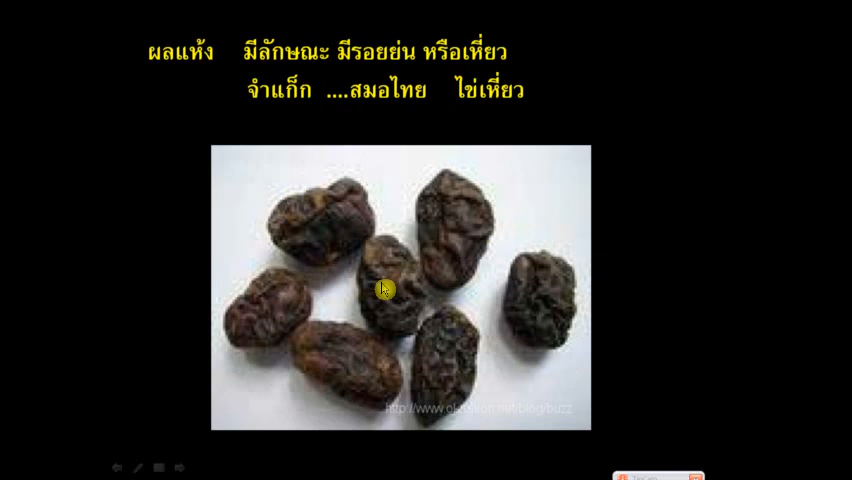 ผลแห้ง มีลักษณะ มีรอยย่น หรือเหี่ยว
จำแก็ก ....สมอไทย ไข่เหี่ยว